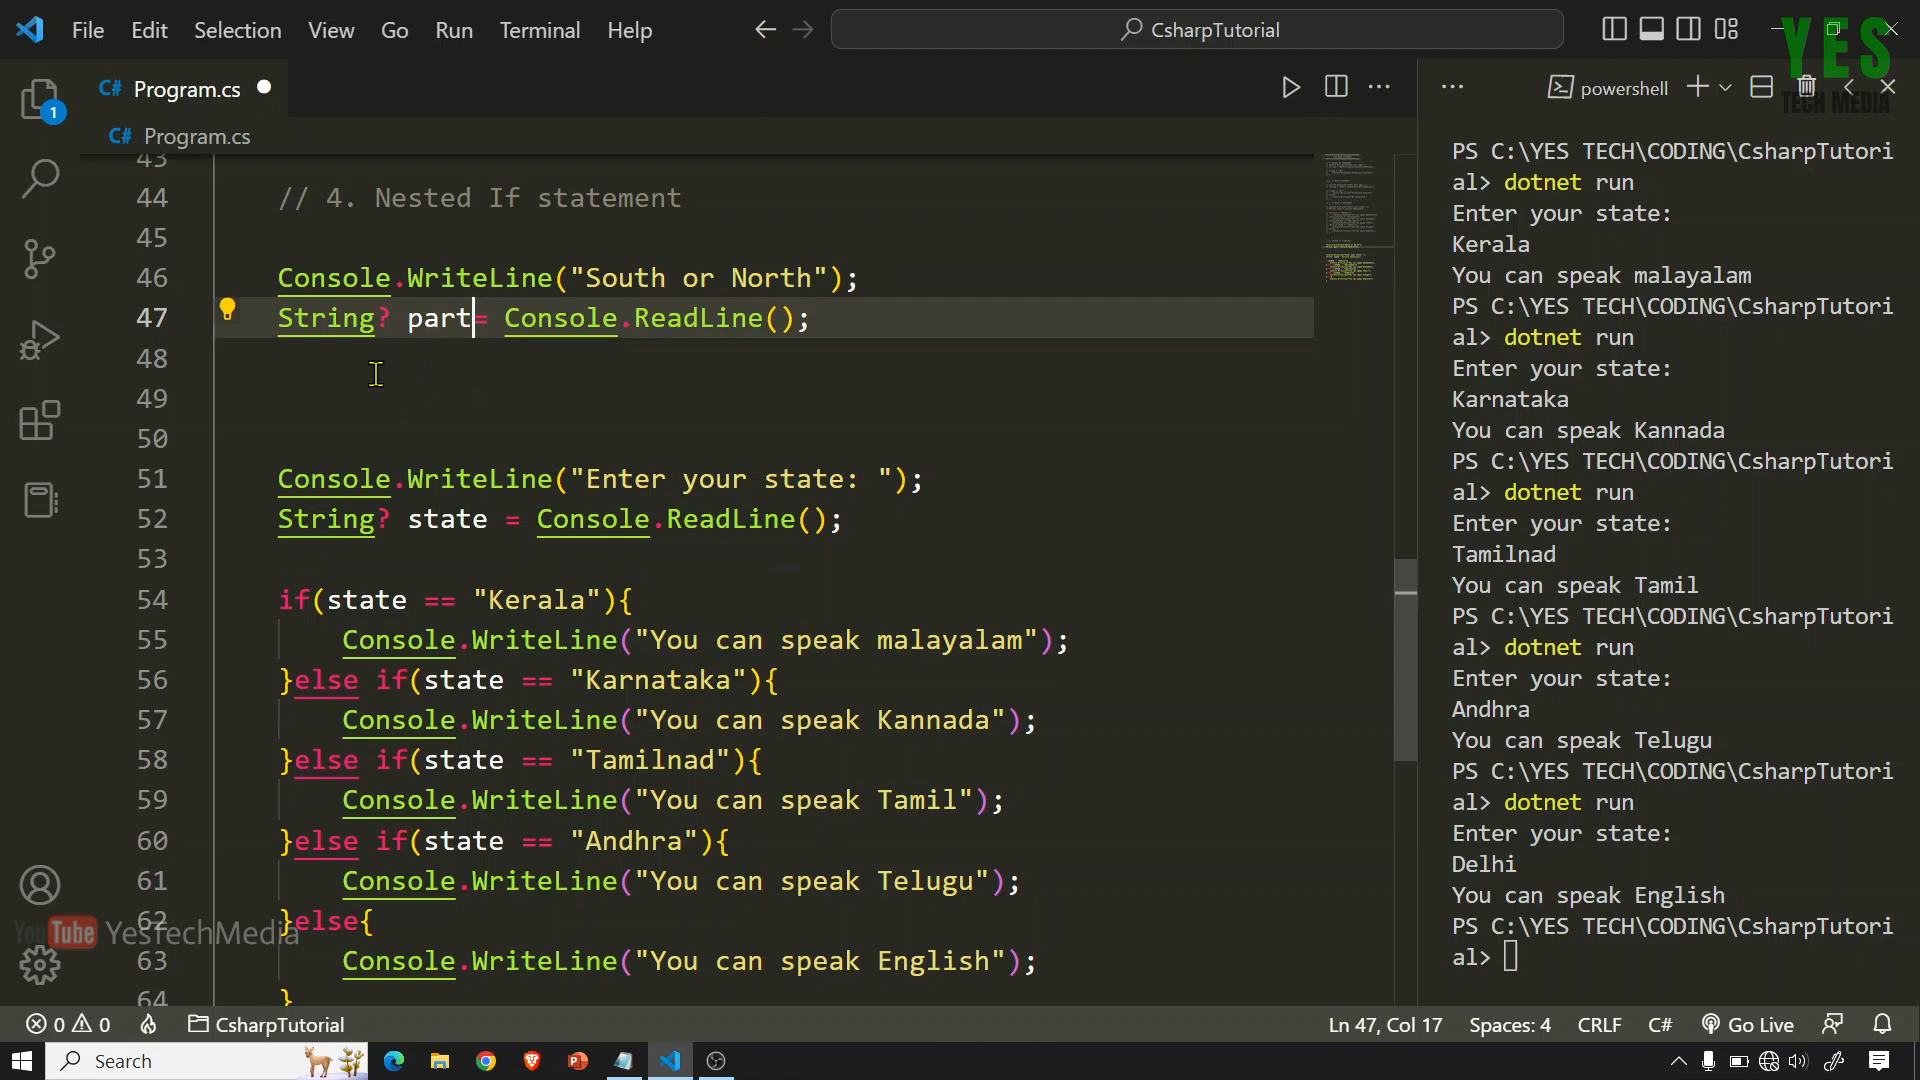 File Edit Selection View Go Run Terminal Help CsharpTutorial
YES
TECH MEDIA
1
C# Program.cs
C# Program.cs
powershell
43
44 // 4. Nested If statement
45
46 Console.WriteLine("South or North");
47 String? part= Console.ReadLine();
48
49
50
51 Console.WriteLine("Enter your state: ");
52 String? state = Console.ReadLine();
53
54 if(state == "Kerala"){
55 Console.WriteLine("You can speak malayalam");
56 }else if(state == "Karnataka"){
57 Console.WriteLine("You can speak Kannada");
58 }else if(state == "Tamilnad"){
59 Console.WriteLine("You can speak Tamil");
60 }else if(state == "Andhra"){
61 Console.WriteLine("You can speak Telugu");
62 }else{
63 Console.WriteLine("You can speak English");
64 }
YouTube YesTechMedia
PS C:\YES TECH\CODING\CsharpTutori
al> dotnet run
Enter your state:
Kerala
You can speak malayalam
PS C:\YES TECH\CODING\CsharpTutori
al> dotnet run
Enter your state:
Karnataka
You can speak Kannada
PS C:\YES TECH\CODING\CsharpTutori
al> dotnet run
Enter your state:
Tamilnad
You can speak Tamil
PS C:\YES TECH\CODING\CsharpTutori
al> dotnet run
Enter your state:
Andhra
You can speak Telugu
PS C:\YES TECH\CODING\CsharpTutori
al> dotnet run
Enter your state:
Delhi
You can speak English
PS C:\YES TECH\CODING\CsharpTutori
al>
0 0 CsharpTutorial Ln 47, Col 17 Spaces: 4 CRLF C# Go Live
Search